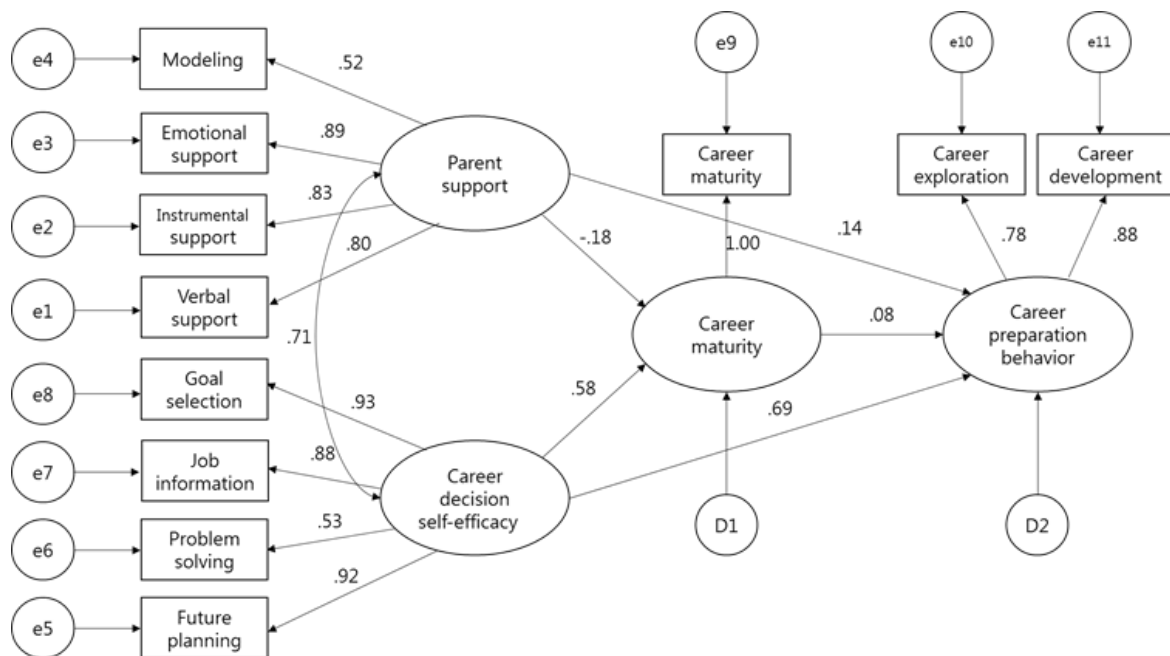 e4
Modeling
.52
e3
Emotional
support
.89
e2
Instrumental
support
.83
e1
Verbal
support
.80
e8
Goal
selection
.93
e7
Job
information
.88
e6
Problem
solving
.53
e5
Future
planning
.92
.71
Parent
support
Career
decision
self-efficacy
-.18
.58
.14
.69
e9
Career
maturity
1.00
Career
maturity
D1
.08
e10
Career
exploration
.78
e11
Career
development
.88
Career
preparation
behavior
D2